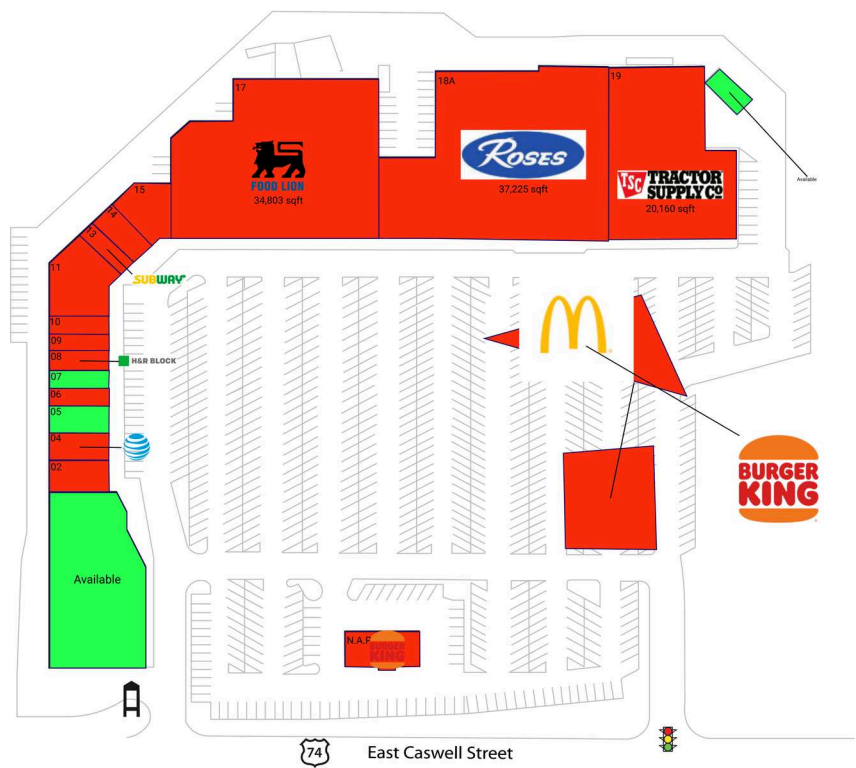 17
18A
19
FOOD LION
34,803 sqft
ROSES
37,225 sqft
TSC TRACTOR
SUPPLY CO
20,160 sqft
Available
15
14
13
11
SUBWAY
10
09
08
H&R BLOCK
07
06
05
04
02
Available
BURGER
KING
N.A.P
BURGER
KING
74
East Caswell Street